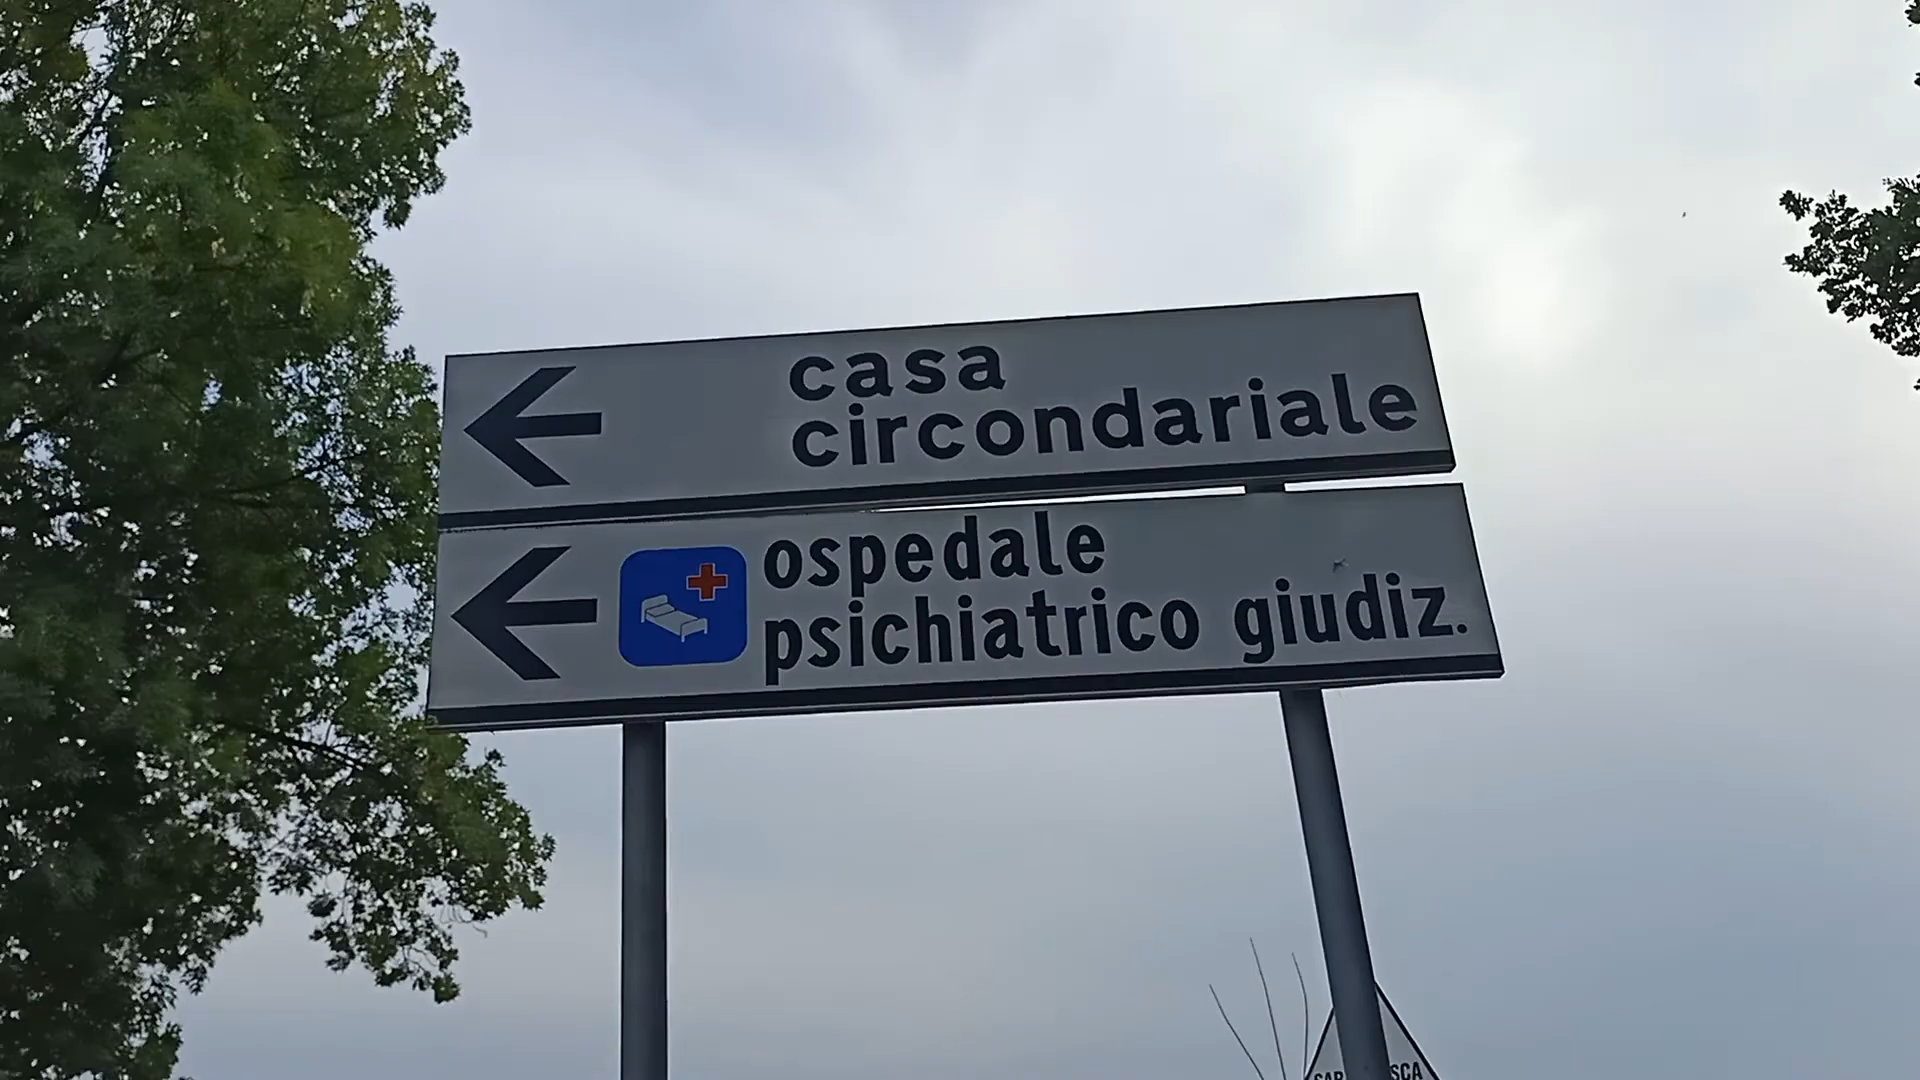 casa
circondariale
ospedale
psichiatrico giudiz.